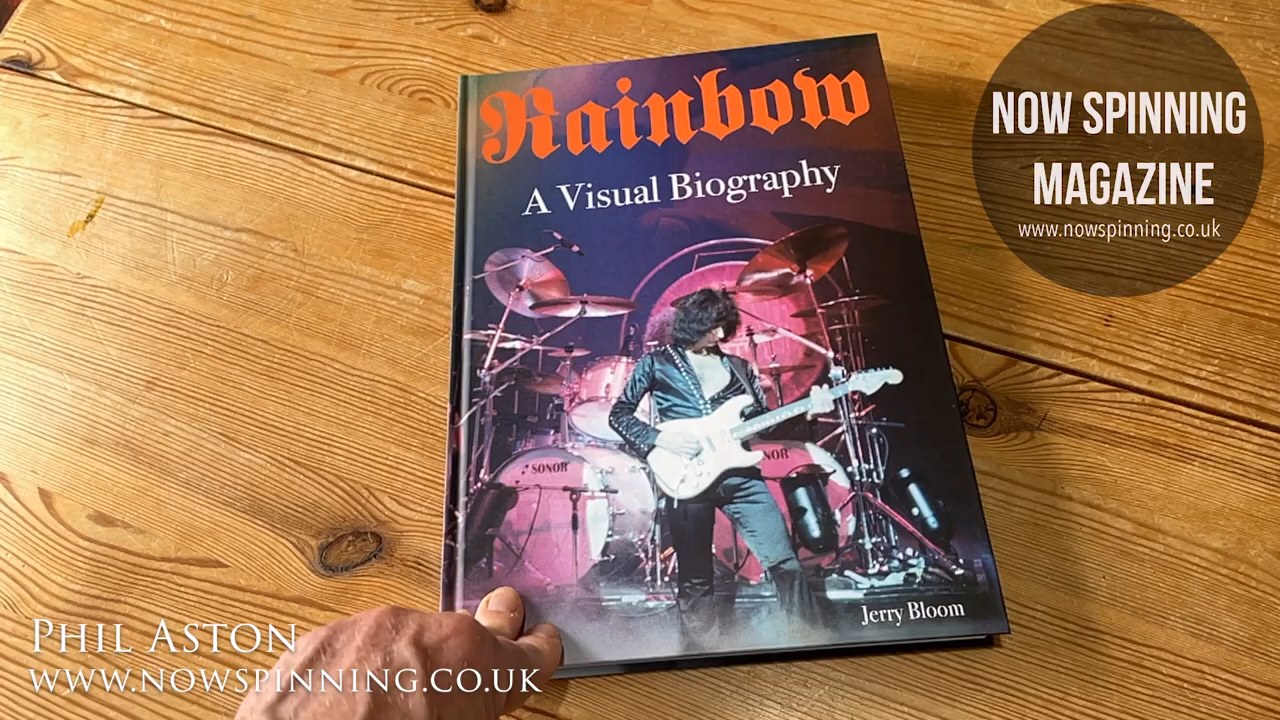 Rainbow
A Visual Biography
SONOR
NOR
Jerry Bloom
NOW SPINNING
MAGAZINE
www.nowspinning.co.uk
PHIL ASTON
WWW.NOWSPINNING.CO.UK